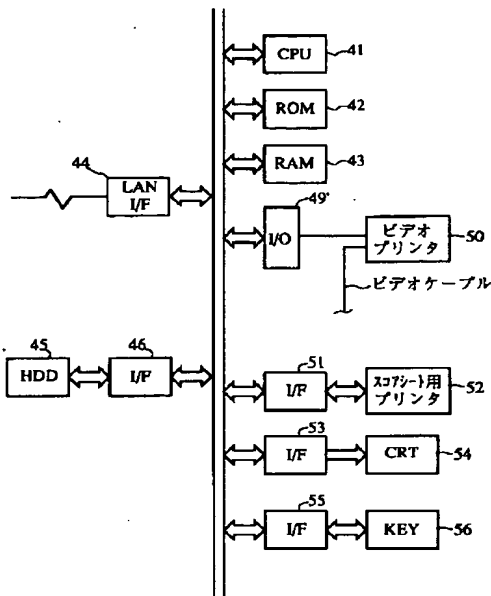 CPU
41
ROM
42
RAM
43
44
LAN
I/F
49'
I/O
ビデオ
プリンタ
50
ビデオケーブル
45
HDD
46
I/F
51
I/F
スコアシート用
プリンタ
52
53
I/F
CRT
54
55
I/F
KEY
56